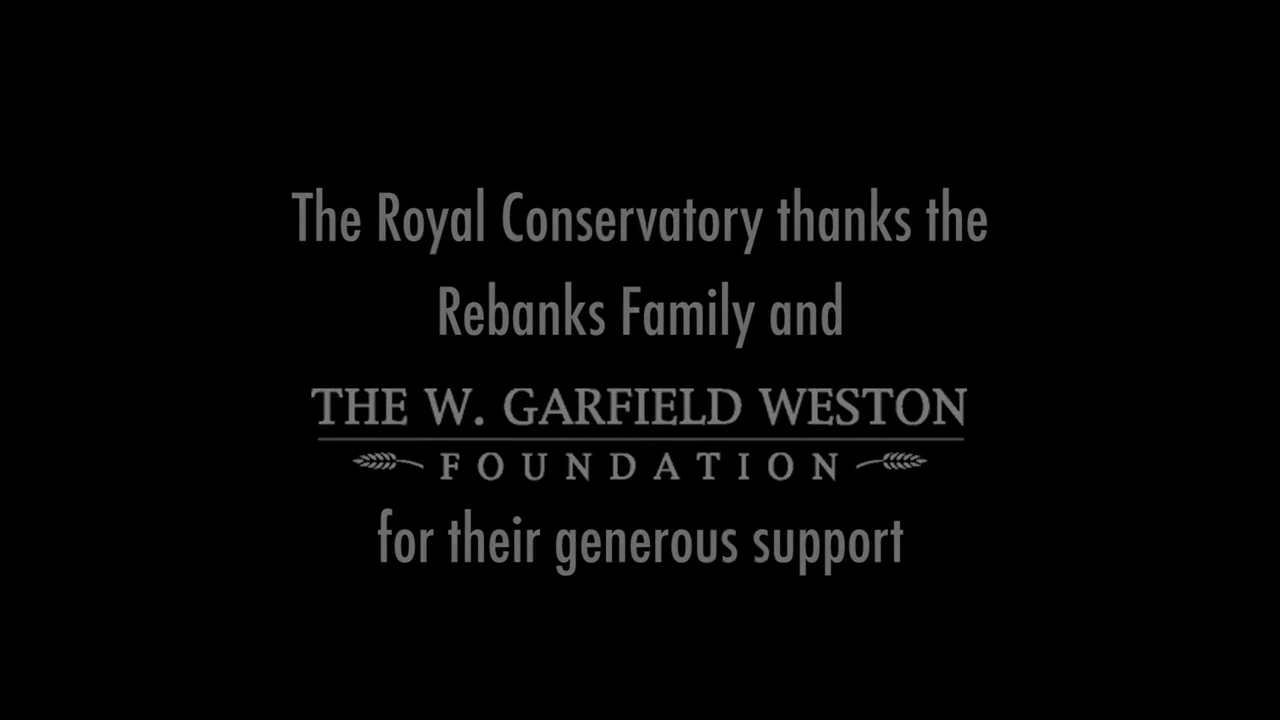 The Royal Conservatory thanks the
Rebanks Family and
THE W. GARFIELD WESTON
FOUNDATION
for their generous support